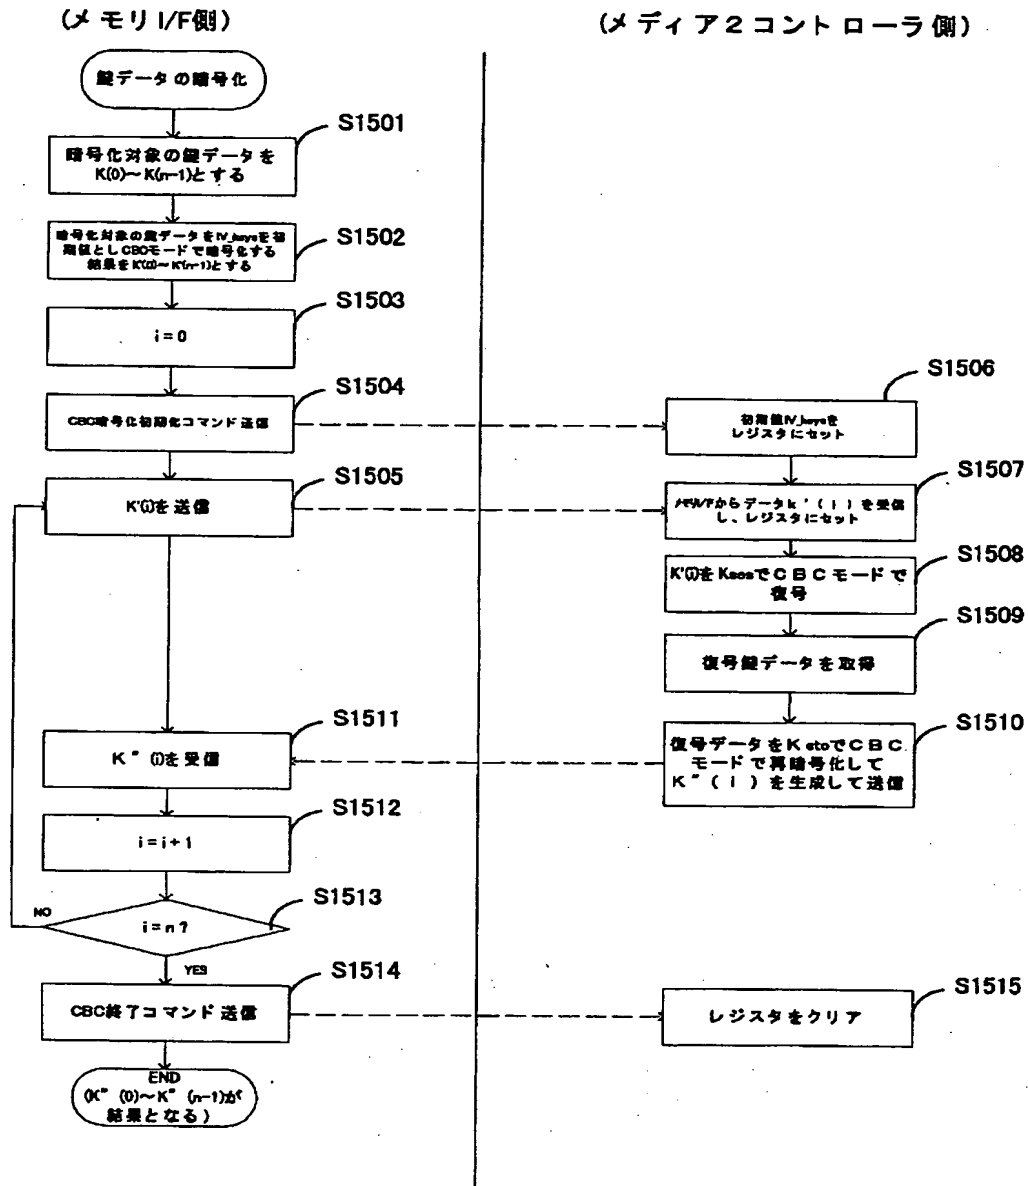 (メモリI/F側)
(メディア2コントローラ側)
鍵データの暗号化
S1501
暗号化対象の鍵データを
K(0)～K(n-1)とする
S1502
暗号化対象の鍵データをIV_keysを初
期値としCBCモードで暗号化する
結果をK'(0)～K'(n-1)とする
S1503
i=0
S1504
CBC暗号化初期化コマンド送信
S1506
初期値IV_keysを
レジスタにセット
S1505
K'(i)を送信
S1507
メモリI/Fからデータk'(i)を受信
し、レジスタにセット
S1508
K'(i)をKsesでCBCモードで
復号
S1509
復号鍵データを取得
S1511
K"(i)を受信
S1510
復号データをKstoでCBC
モードで再暗号化して
K"(i)を生成して送信
S1512
i=i+1
S1513
i=n?
NO
YES
S1514
CBC終了コマンド送信
S1515
レジスタをクリア
END
(K"(0)～K"(n-1)が
結果となる)